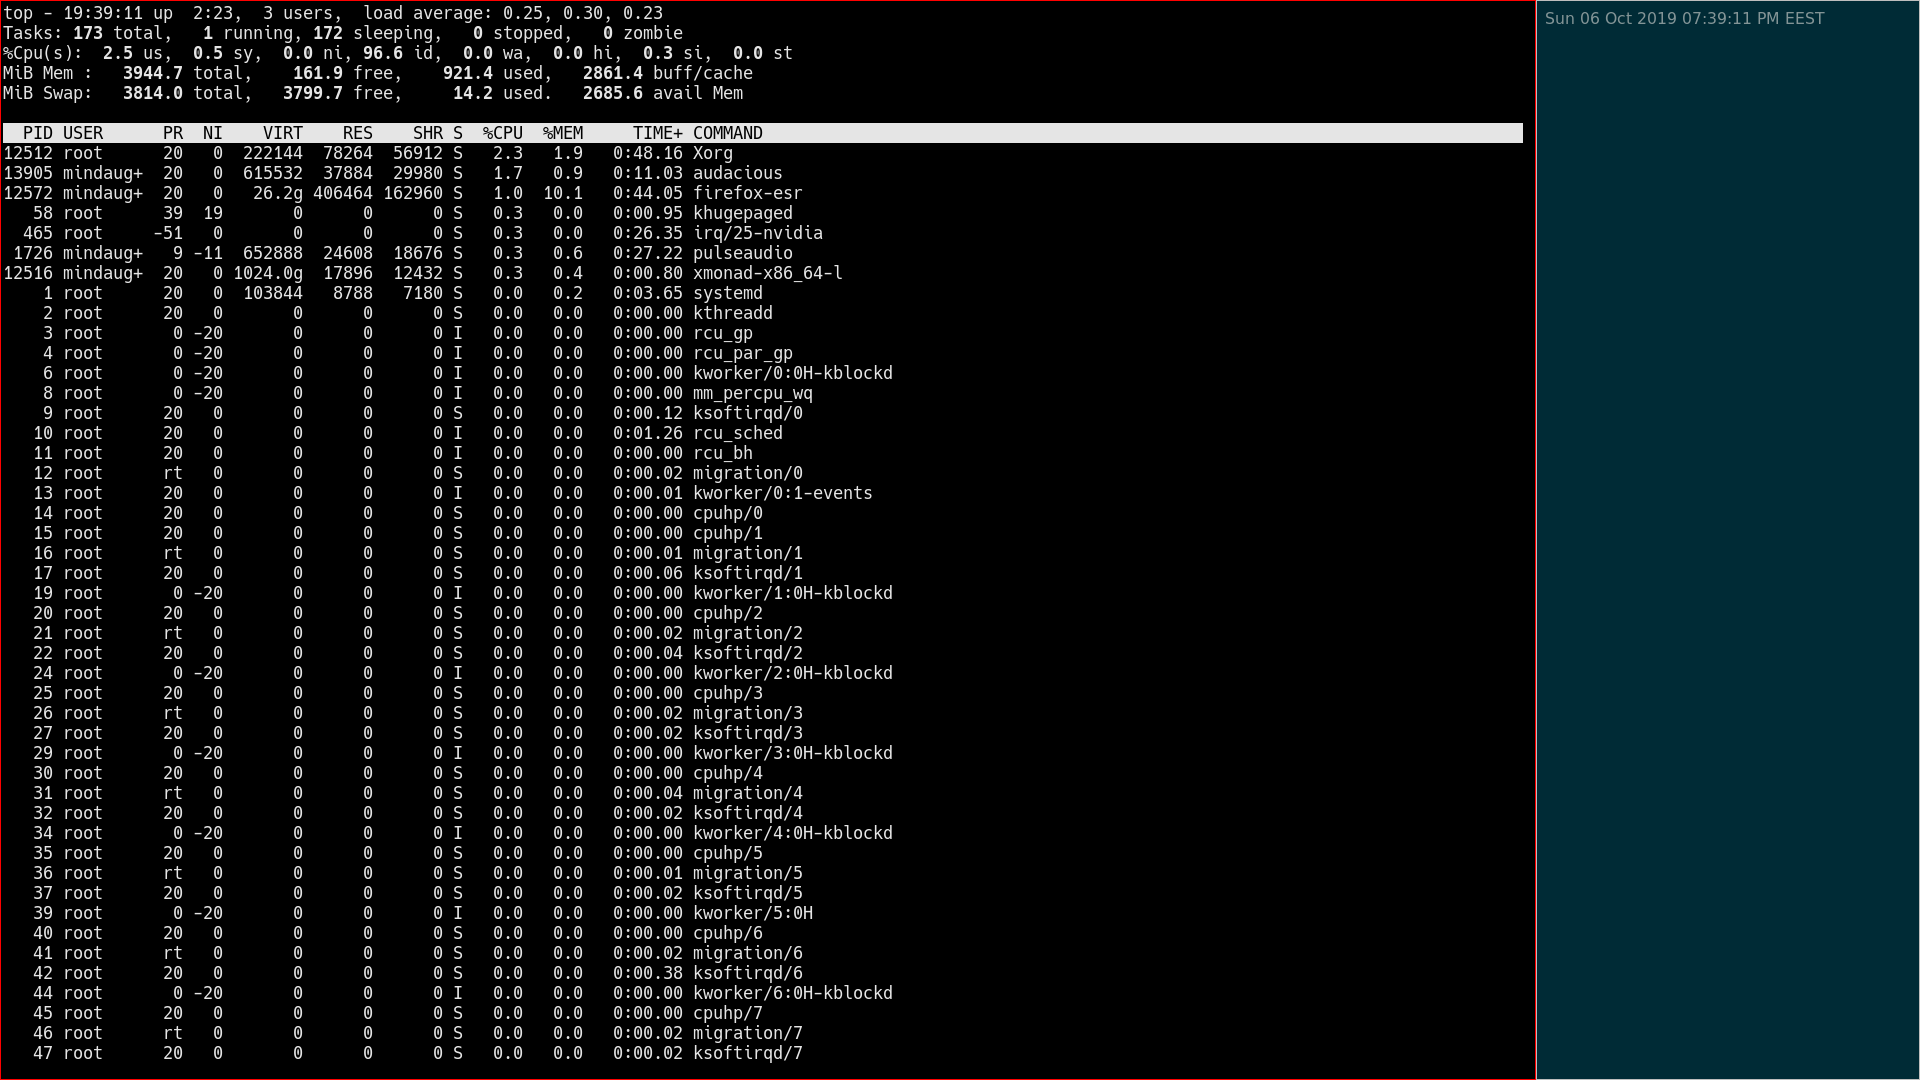 top - 19:39:11 up  2:23,  3 users,  load average: 0.25, 0.30, 0.23
Tasks: 173 total,   1 running, 172 sleeping,   0 stopped,   0 zombie
%Cpu(s):  2.5 us,  0.5 sy,  0.0 ni, 96.6 id,  0.0 wa,  0.0 hi,  0.3 si,  0.0 st
MiB Mem :   3944.7 total,    161.9 free,    921.4 used,   2861.4 buff/cache
MiB Swap:   3814.0 total,   3799.7 free,     14.2 used.   2685.6 avail Mem
  PID USER      PR  NI    VIRT    RES    SHR S  %CPU  %MEM     TIME+ COMMAND
12512 root      20   0  222144  78264  56912 S   2.3   1.9   0:48.16 Xorg
13905 mindaug+  20   0  615532  37884  29980 S   1.7   0.9   0:11.03 audacious
12572 mindaug+  20   0   26.2g 406464 162960 S   1.0  10.1   0:44.05 firefox-esr
   58 root      39  19       0      0      0 S   0.3   0.0   0:00.95 khugepaged
  465 root     -51   0       0      0      0 S   0.3   0.0   0:26.35 irq/25-nvidia
 1726 mindaug+   9 -11  652888  24608  18676 S   0.3   0.6   0:27.22 pulseaudio
12516 mindaug+  20   0 1024.0g  17896  12432 S   0.3   0.4   0:00.80 xmonad-x86_64-l
    1 root      20   0  103844   8788   7180 S   0.0   0.2   0:03.65 systemd
    2 root      20   0       0      0      0 S   0.0   0.0   0:00.00 kthreadd
    3 root       0 -20       0      0      0 I   0.0   0.0   0:00.00 rcu_gp
    4 root       0 -20       0      0      0 I   0.0   0.0   0:00.00 rcu_par_gp
    6 root       0 -20       0      0      0 I   0.0   0.0   0:00.00 kworker/0:0H-kblockd
    8 root       0 -20       0      0      0 I   0.0   0.0   0:00.00 mm_percpu_wq
    9 root      20   0       0      0      0 S   0.0   0.0   0:00.12 ksoftirqd/0
   10 root      20   0       0      0      0 I   0.0   0.0   0:01.26 rcu_sched
   11 root      20   0       0      0      0 I   0.0   0.0   0:00.00 rcu_bh
   12 root      rt   0       0      0      0 S   0.0   0.0   0:00.02 migration/0
   13 root      20   0       0      0      0 I   0.0   0.0   0:00.01 kworker/0:1-events
   14 root      20   0       0      0      0 S   0.0   0.0   0:00.00 cpuhp/0
   15 root      20   0       0      0      0 S   0.0   0.0   0:00.00 cpuhp/1
   16 root      rt   0       0      0      0 S   0.0   0.0   0:00.01 migration/1
   17 root      20   0       0      0      0 S   0.0   0.0   0:00.06 ksoftirqd/1
   19 root       0 -20       0      0      0 I   0.0   0.0   0:00.00 kworker/1:0H-kblockd
   20 root      20   0       0      0      0 S   0.0   0.0   0:00.00 cpuhp/2
   21 root      rt   0       0      0      0 S   0.0   0.0   0:00.02 migration/2
   22 root      20   0       0      0      0 S   0.0   0.0   0:00.04 ksoftirqd/2
   24 root       0 -20       0      0      0 I   0.0   0.0   0:00.00 kworker/2:0H-kblockd
   25 root      20   0       0      0      0 S   0.0   0.0   0:00.00 cpuhp/3
   26 root      rt   0       0      0      0 S   0.0   0.0   0:00.02 migration/3
   27 root      20   0       0      0      0 S   0.0   0.0   0:00.02 ksoftirqd/3
   29 root       0 -20       0      0      0 I   0.0   0.0   0:00.00 kworker/3:0H-kblockd
   30 root      20   0       0      0      0 S   0.0   0.0   0:00.00 cpuhp/4
   31 root      rt   0       0      0      0 S   0.0   0.0   0:00.04 migration/4
   32 root      20   0       0      0      0 S   0.0   0.0   0:00.02 ksoftirqd/4
   34 root       0 -20       0      0      0 I   0.0   0.0   0:00.00 kworker/4:0H-kblockd
   35 root      20   0       0      0      0 S   0.0   0.0   0:00.00 cpuhp/5
   36 root      rt   0       0      0      0 S   0.0   0.0   0:00.01 migration/5
   37 root      20   0       0      0      0 S   0.0   0.0   0:00.02 ksoftirqd/5
   39 root       0 -20       0      0      0 I   0.0   0.0   0:00.00 kworker/5:0H
   40 root      20   0       0      0      0 S   0.0   0.0   0:00.00 cpuhp/6
   41 root      rt   0       0      0      0 S   0.0   0.0   0:00.02 migration/6
   42 root      20   0       0      0      0 S   0.0   0.0   0:00.38 ksoftirqd/6
   44 root       0 -20       0      0      0 I   0.0   0.0   0:00.00 kworker/6:0H-kblockd
   45 root      20   0       0      0      0 S   0.0   0.0   0:00.00 cpuhp/7
   46 root      rt   0       0      0      0 S   0.0   0.0   0:00.02 migration/7
   47 root      20   0       0      0      0 S   0.0   0.0   0:00.02 ksoftirqd/7
Sun 06 Oct 2019 07:39:11 PM EEST